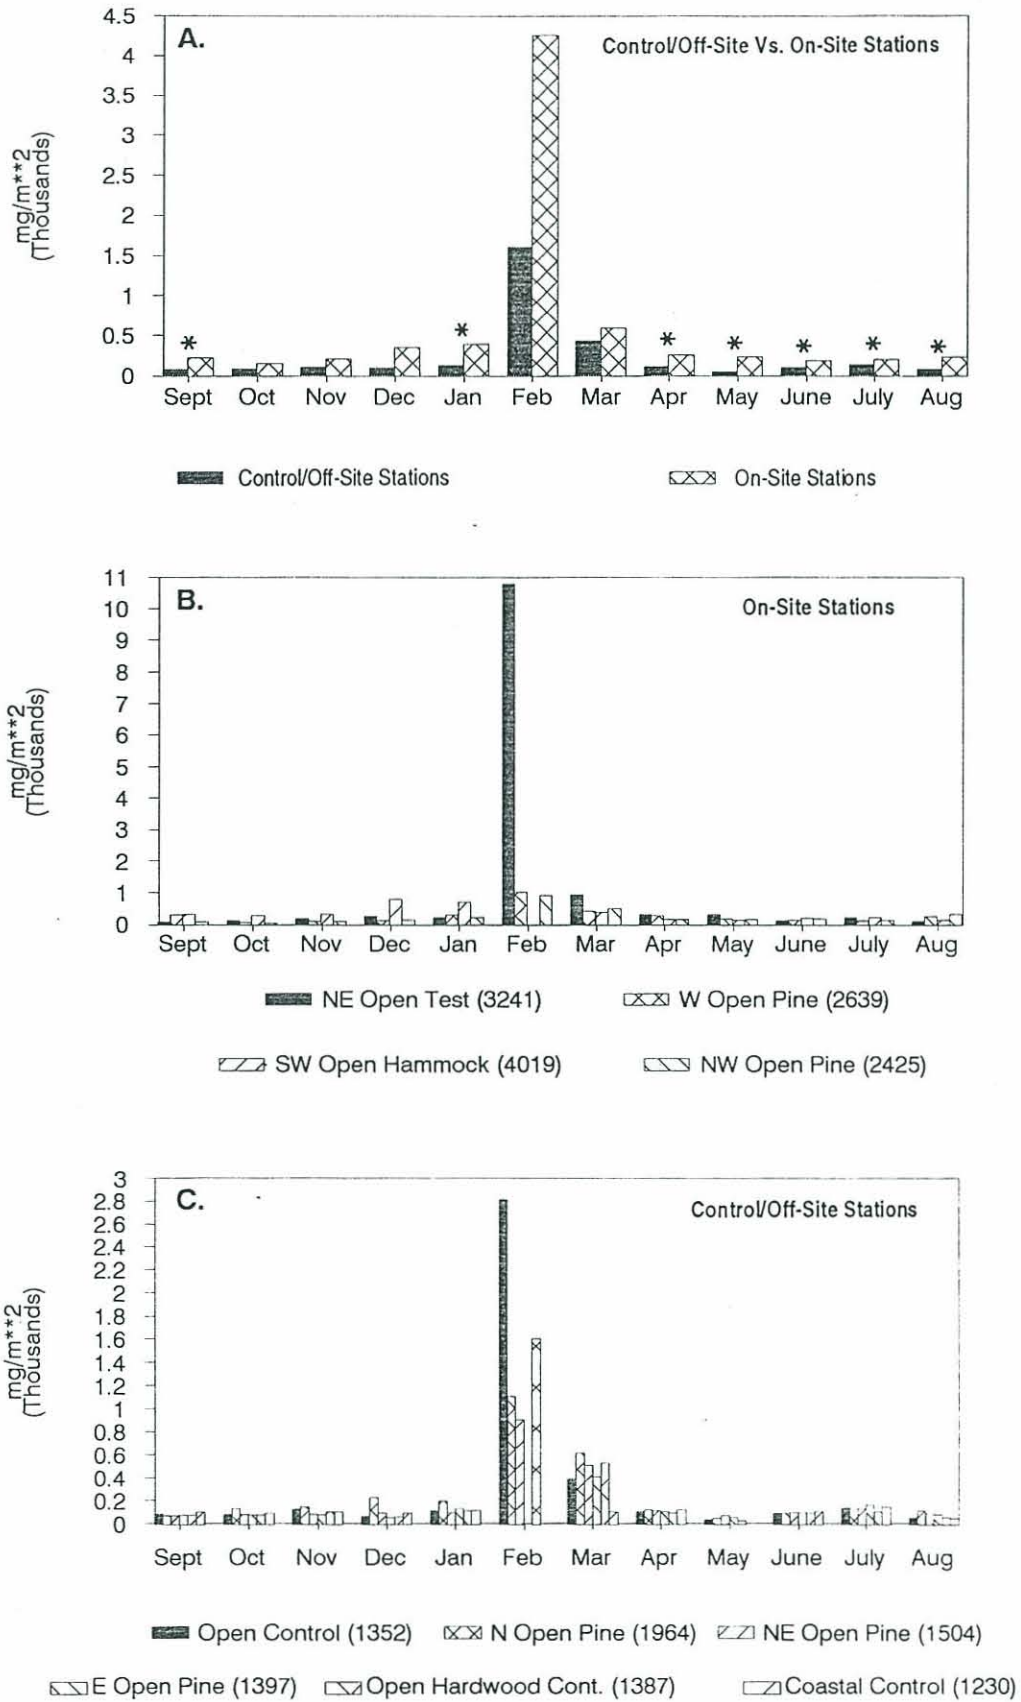 A.
Control/Off-Site Vs. On-Site Stations
mg/m**2
(Thousands)
4.5
4
3.5
3
2.5
2
1.5
1
0.5
0
* * * * * * *
Sept Oct Nov Dec Jan Feb Mar Apr May June July Aug
Control/Off-Site Stations On-Site Stations
B.
On-Site Stations
mg/m**2
(Thousands)
11
10
9
8
7
6
5
4
3
2
1
0
Sept Oct Nov Dec Jan Feb Mar Apr May June July Aug
NE Open Test (3241) W Open Pine (2639)
SW Open Hammock (4019) NW Open Pine (2425)
C.
Control/Off-Site Stations
mg/m**2
(Thousands)
3
2.8
2.6
2.4
2.2
2
1.8
1.6
1.4
1.2
1
0.8
0.6
0.4
0.2
0
Sept Oct Nov Dec Jan Feb Mar Apr May June July Aug
Open Control (1352) N Open Pine (1964) NE Open Pine (1504)
E Open Pine (1397) Open Hardwood Cont. (1387) Coastal Control (1230)